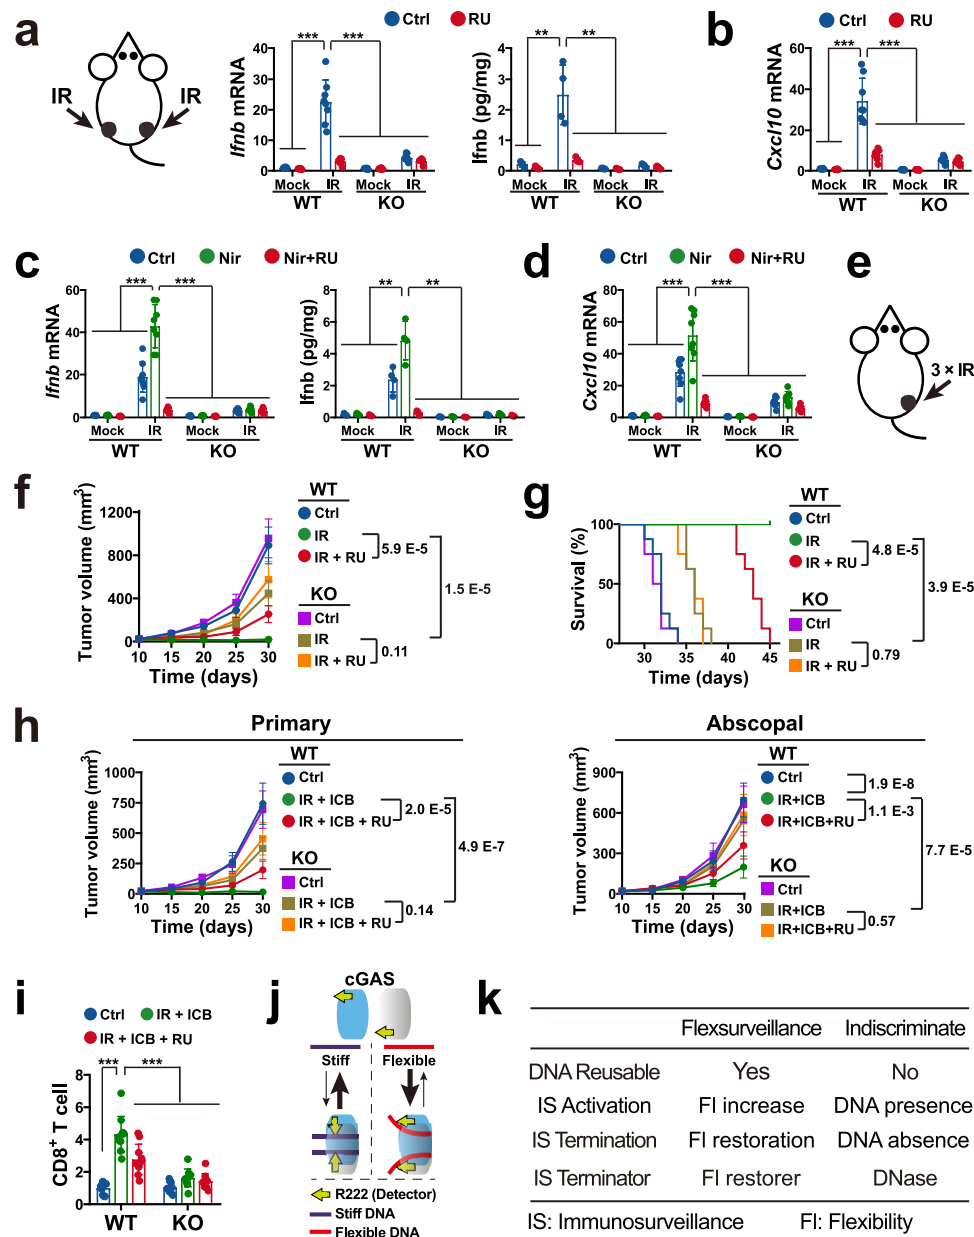 a
IR
IR
Ctrl
RU
Ifnb mRNA
40
30
20
10
0
***
***
Mock
IR
WT
KO
Ifnb (pg/mg)
4
3
2
1
0
**
**
Mock
IR
WT
KO
b
Ctrl
RU
Cxcl10 mRNA
60
40
20
0
***
***
Mock
IR
Mock
IR
WT
KO
c
Ctrl
Nir
Nir+RU
Ifnb mRNA
60
40
20
0
***
***
Mock
IR
Mock
IR
WT
KO
Ifnb (pg/mg)
8
6
4
2
0
**
**
Mock
IR
Mock
IR
WT
KO
d
Ctrl
Nir
Nir+RU
Cxcl10 mRNA
80
60
40
20
0
***
***
Mock
IR
Mock
IR
WT
KO
e
3 × IR
f
Tumor volume (mm³)
1200
800
400
0
10 15 20 25 30
Time (days)
WT
Ctrl
IR
IR + RU
5.9 E-5
1.5 E-5
KO
Ctrl
IR
IR + RU
0.11
g
Survival (%)
100
50
0
30 35 40 45
Time (days)
WT
Ctrl
IR
IR + RU
4.8 E-5
3.9 E-5
KO
Ctrl
IR
IR + RU
0.79
h
Primary
Tumor volume (mm³)
1000
750
500
250
0
10 15 20 25 30
Time (days)
WT
Ctrl
IR + ICB
IR + ICB + RU
2.0 E-5
4.9 E-7
KO
Ctrl
IR + ICB
IR + ICB + RU
0.14
Abscopal
Tumor volume (mm³)
900
600
300
0
10 15 20 25 30
Time (days)
WT
Ctrl
IR+ICB
IR+ICB+RU
1.9 E-8
1.1 E-3
7.7 E-5
KO
Ctrl
IR+ICB
IR+ICB+RU
0.57
i
Ctrl
IR + ICB
IR + ICB + RU
CD8⁺ T cell
8
6
4
2
0
***
***
WT
KO
j
cGAS
Stiff
Flexible
R222 (Detector)
Stiff DNA
Flexible DNA
k
Flexsurveillance Indiscriminate
DNA Reusable Yes No
IS Activation FI increase DNA presence
IS Termination FI restoration DNA absence
IS Terminator FI restorer DNase
IS: Immunosurveillance FI: Flexibility